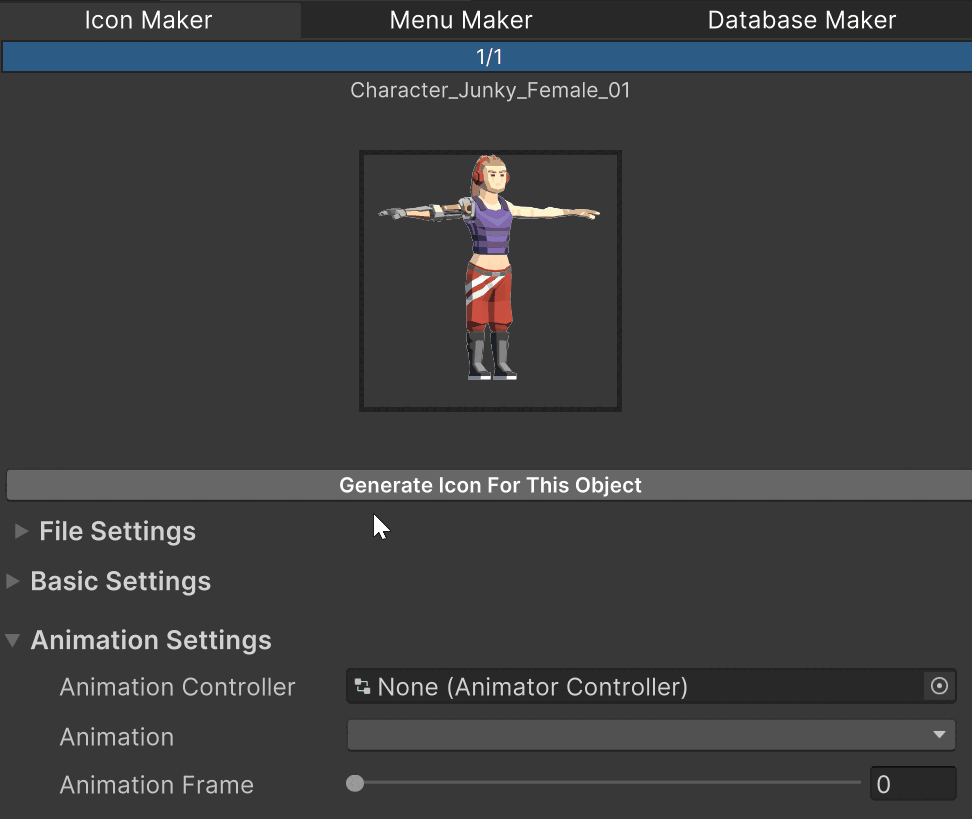 Icon Maker Menu Maker Database Maker
1/1
Character_Junky_Female_01
Generate Icon For This Object
File Settings
Basic Settings
Animation Settings
Animation Controller None (Animator Controller)
Animation
Animation Frame 0